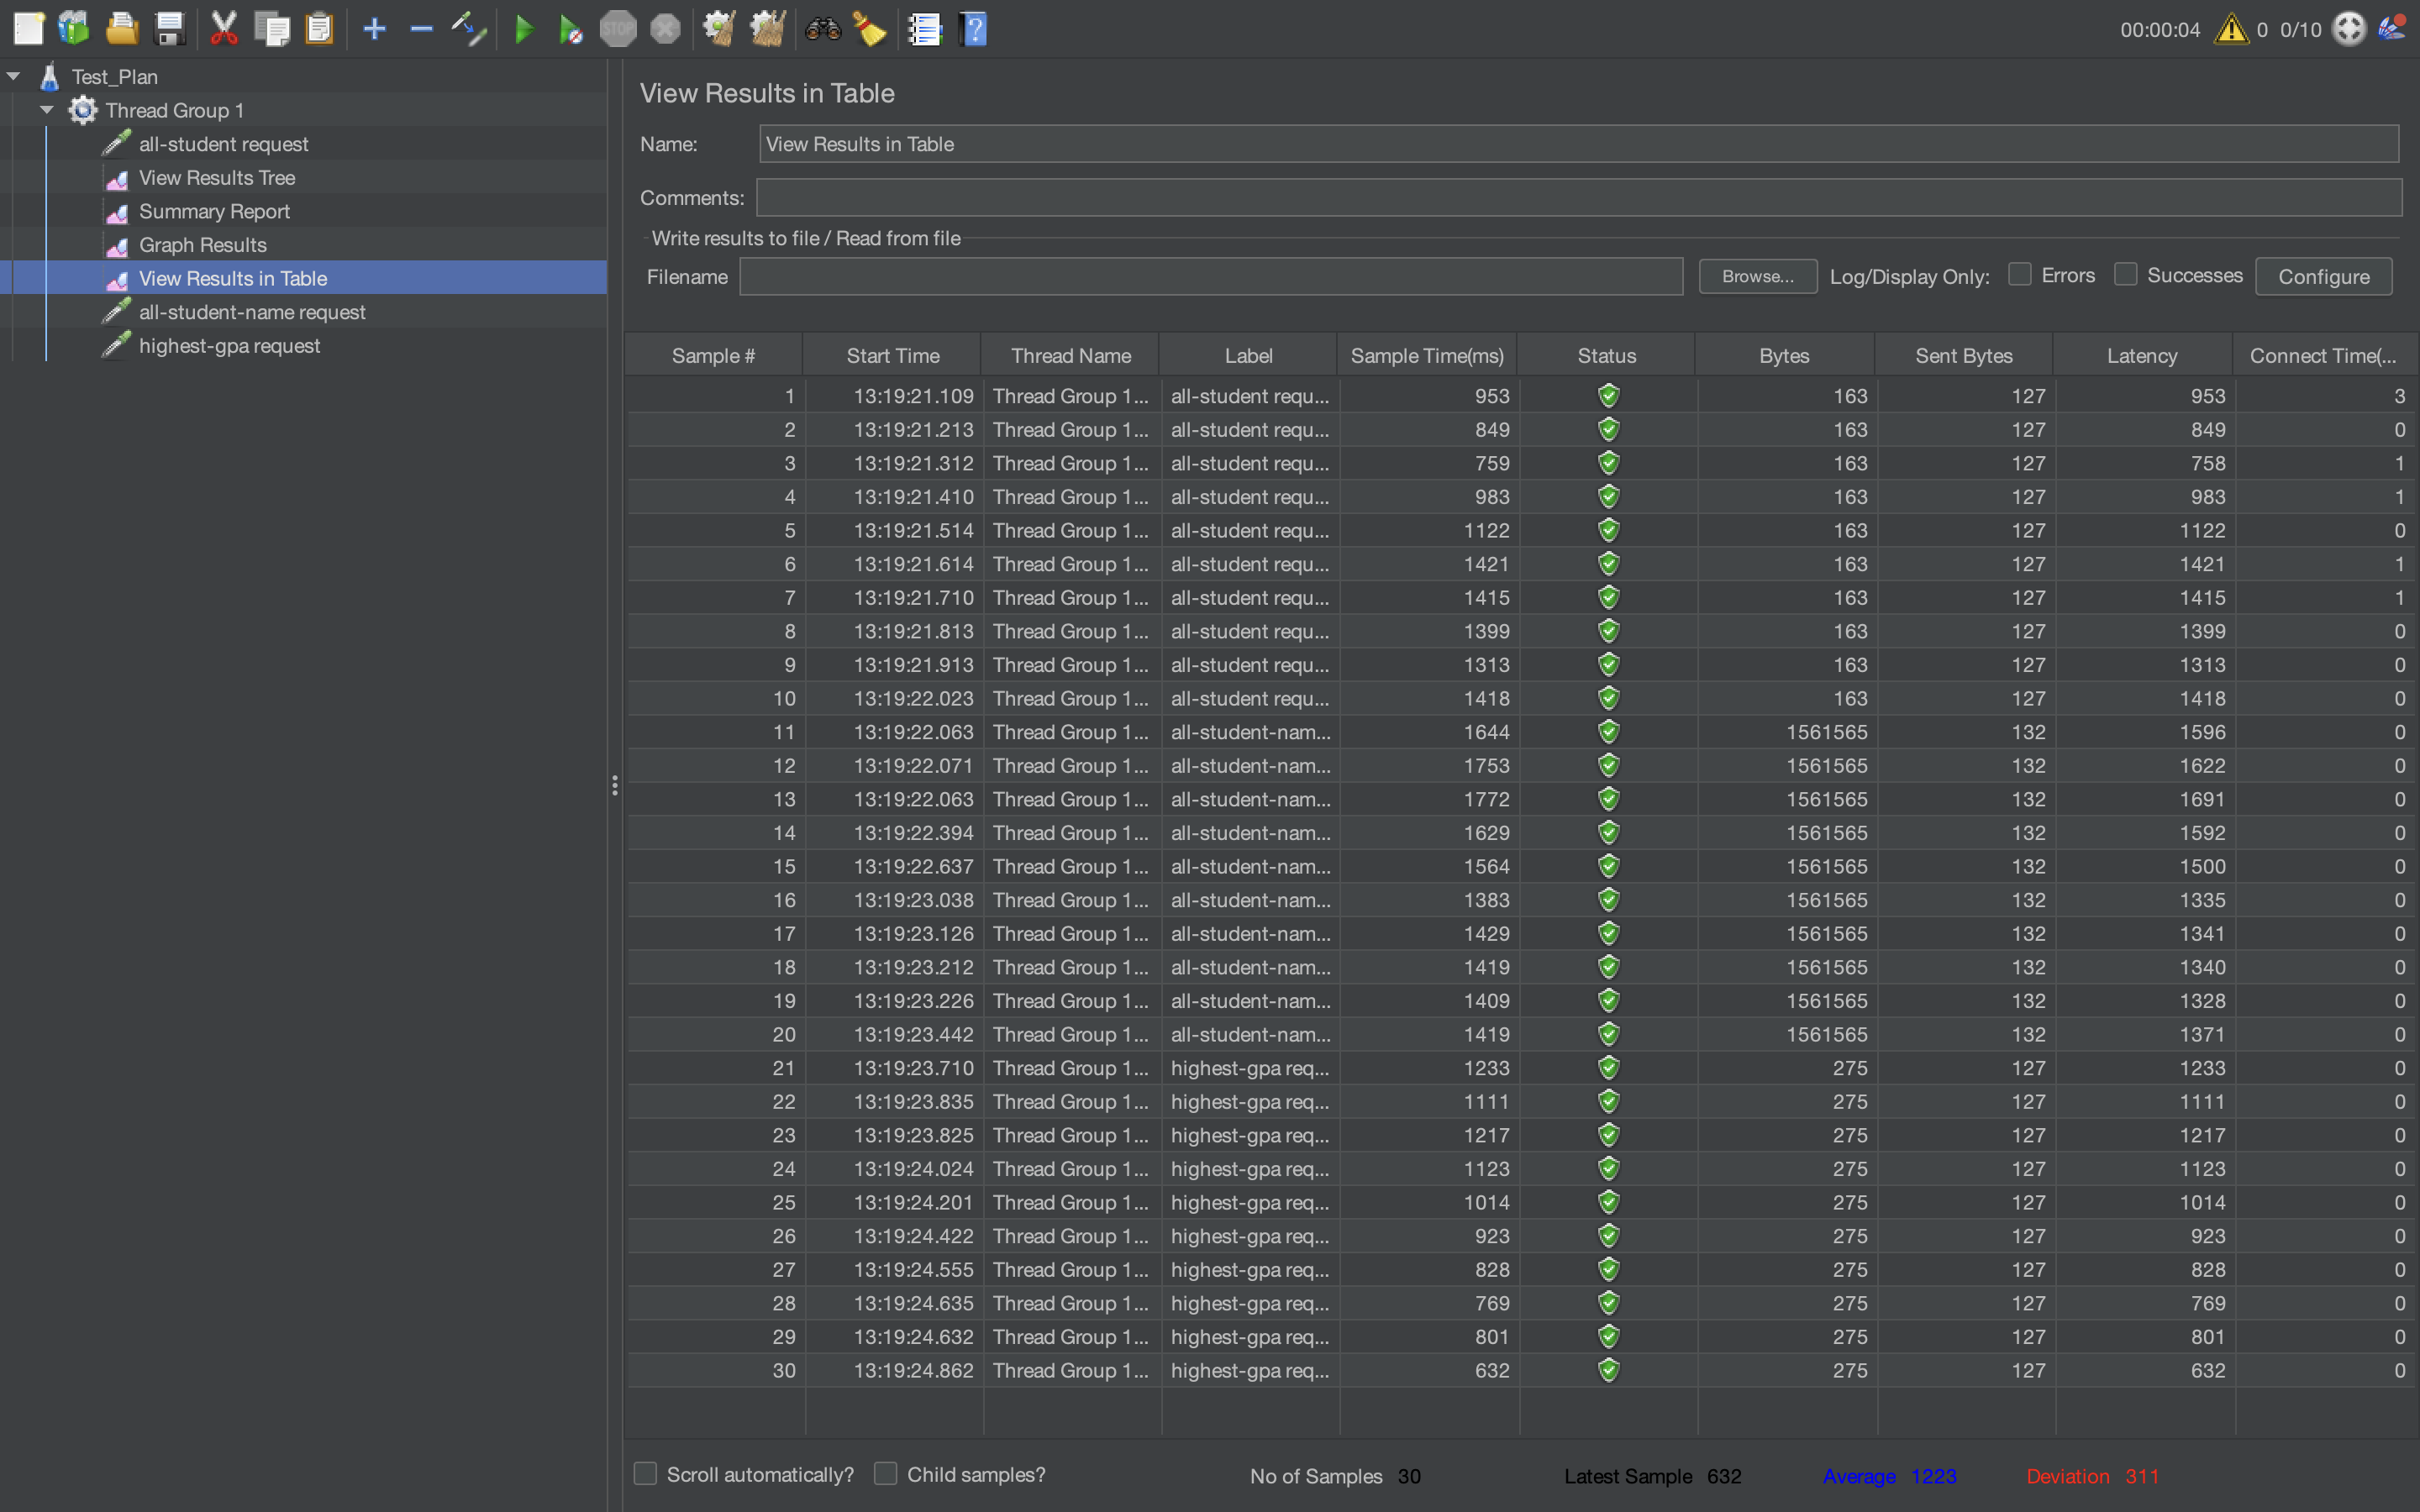 STOP
00:00:04 0 0/10
Test_Plan
Thread Group 1
all-student request
View Results Tree
Summary Report
Graph Results
View Results in Table
all-student-name request
highest-gpa request
View Results in Table
Name: View Results in Table
Comments:
Write results to file / Read from file
Filename Browse... Log/Display Only: Errors Successes Configure
Sample # Start Time Thread Name Label Sample Time(ms) Status Bytes Sent Bytes Latency Connect Time(...
1 13:19:21.109 Thread Group 1... all-student requ... 953 163 127 953 3
2 13:19:21.213 Thread Group 1... all-student requ... 849 163 127 849 0
3 13:19:21.312 Thread Group 1... all-student requ... 759 163 127 758 1
4 13:19:21.410 Thread Group 1... all-student requ... 983 163 127 983 1
5 13:19:21.514 Thread Group 1... all-student requ... 1122 163 127 1122 0
6 13:19:21.614 Thread Group 1... all-student requ... 1421 163 127 1421 1
7 13:19:21.710 Thread Group 1... all-student requ... 1415 163 127 1415 1
8 13:19:21.813 Thread Group 1... all-student requ... 1399 163 127 1399 0
9 13:19:21.913 Thread Group 1... all-student requ... 1313 163 127 1313 0
10 13:19:22.023 Thread Group 1... all-student requ... 1418 163 127 1418 0
11 13:19:22.063 Thread Group 1... all-student-nam... 1644 1561565 132 1596 0
12 13:19:22.071 Thread Group 1... all-student-nam... 1753 1561565 132 1622 0
13 13:19:22.063 Thread Group 1... all-student-nam... 1772 1561565 132 1691 0
14 13:19:22.394 Thread Group 1... all-student-nam... 1629 1561565 132 1592 0
15 13:19:22.637 Thread Group 1... all-student-nam... 1564 1561565 132 1500 0
16 13:19:23.038 Thread Group 1... all-student-nam... 1383 1561565 132 1335 0
17 13:19:23.126 Thread Group 1... all-student-nam... 1429 1561565 132 1341 0
18 13:19:23.212 Thread Group 1... all-student-nam... 1419 1561565 132 1340 0
19 13:19:23.226 Thread Group 1... all-student-nam... 1409 1561565 132 1328 0
20 13:19:23.442 Thread Group 1... all-student-nam... 1419 1561565 132 1371 0
21 13:19:23.710 Thread Group 1... highest-gpa req... 1233 275 127 1233 0
22 13:19:23.835 Thread Group 1... highest-gpa req... 1111 275 127 1111 0
23 13:19:23.825 Thread Group 1... highest-gpa req... 1217 275 127 1217 0
24 13:19:24.024 Thread Group 1... highest-gpa req... 1123 275 127 1123 0
25 13:19:24.201 Thread Group 1... highest-gpa req... 1014 275 127 1014 0
26 13:19:24.422 Thread Group 1... highest-gpa req... 923 275 127 923 0
27 13:19:24.555 Thread Group 1... highest-gpa req... 828 275 127 828 0
28 13:19:24.635 Thread Group 1... highest-gpa req... 769 275 127 769 0
29 13:19:24.632 Thread Group 1... highest-gpa req... 801 275 127 801 0
30 13:19:24.862 Thread Group 1... highest-gpa req... 632 275 127 632 0
Scroll automatically? Child samples? No of Samples 30 Latest Sample 632 Average 1223 Deviation 311